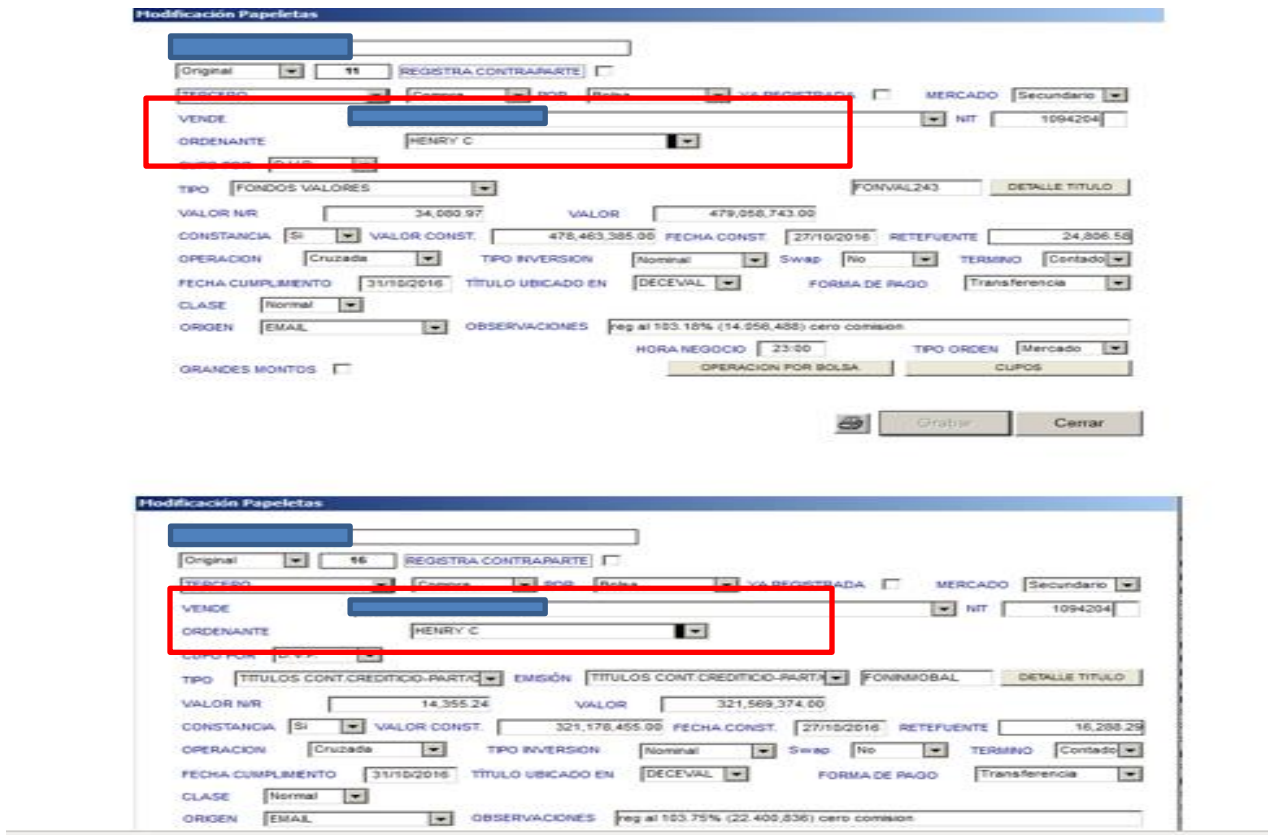 Modificación Papeletas
Original 11 REGISTRA CONTRAPARTE
TERCERO Compra POR Bolsa YA REGISTRADA MERCADO Secundario
VENDE NIT 1094204
ORDENANTE HENRY C
CUPO POR D.V.P.
TIPO FONDOS VALORES FONVAL243 DETALLE TITULO
VALOR N/R 34,080.97 VALOR 479,058,743.00
CONSTANCIA Si VALOR CONST. 478,463,385.00 FECHA CONST. 27/10/2016 RETEFUENTE 24,806.58
OPERACION Cruzada TIPO INVERSION Nominal Swap No TERMINO Contado
FECHA CUMPLIMENTO 31/10/2016 TÍTULO UBICADO EN DECEVAL FORMA DE PAGO Transferencia
CLASE Normal
ORIGEN EMAIL OBSERVACIONES reg al 103.18% (14.056,488) cero comision
HORA NEGOCIO 23:00 TIPO ORDEN Mercado
GRANDES MONTOS OPERACION POR BOLSA CUPOS
Grabar Cerrar
Modificación Papeletas
Original 16 REGISTRA CONTRAPARTE
TERCERO Compra POR Bolsa YA REGISTRADA MERCADO Secundario
VENDE NIT 1094204
ORDENANTE HENRY C
CUPO POR D.V.P.
TIPO TITULOS CONT.CREDITICIO-PART/C EMISIÓN TITULOS CONT.CREDITICIO-PART/ FONINMOBAL DETALLE TITULO
VALOR N/R 14,355.24 VALOR 321,569,374.00
CONSTANCIA Si VALOR CONST. 321,178,455.00 FECHA CONST. 27/10/2016 RETEFUENTE 16,288.29
OPERACION Cruzada TIPO INVERSION Nominal Swap No TERMINO Contado
FECHA CUMPLIMENTO 31/10/2016 TÍTULO UBICADO EN DECEVAL FORMA DE PAGO Transferencia
CLASE Normal
ORIGEN EMAIL OBSERVACIONES reg al 103.75% (22.400,836) cero comision